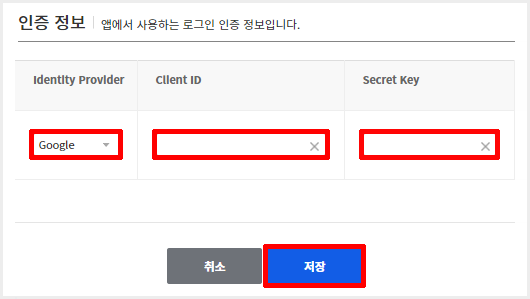 인증 정보 앱에서 사용하는 로그인 인증 정보입니다.
Identity Provider Client ID Secret Key
Google
취소 저장